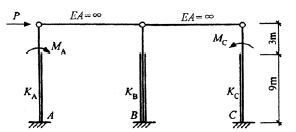 EA=∞ EA=∞
P
M_A M_C
3m
K_A K_B K_C
9m
A B C